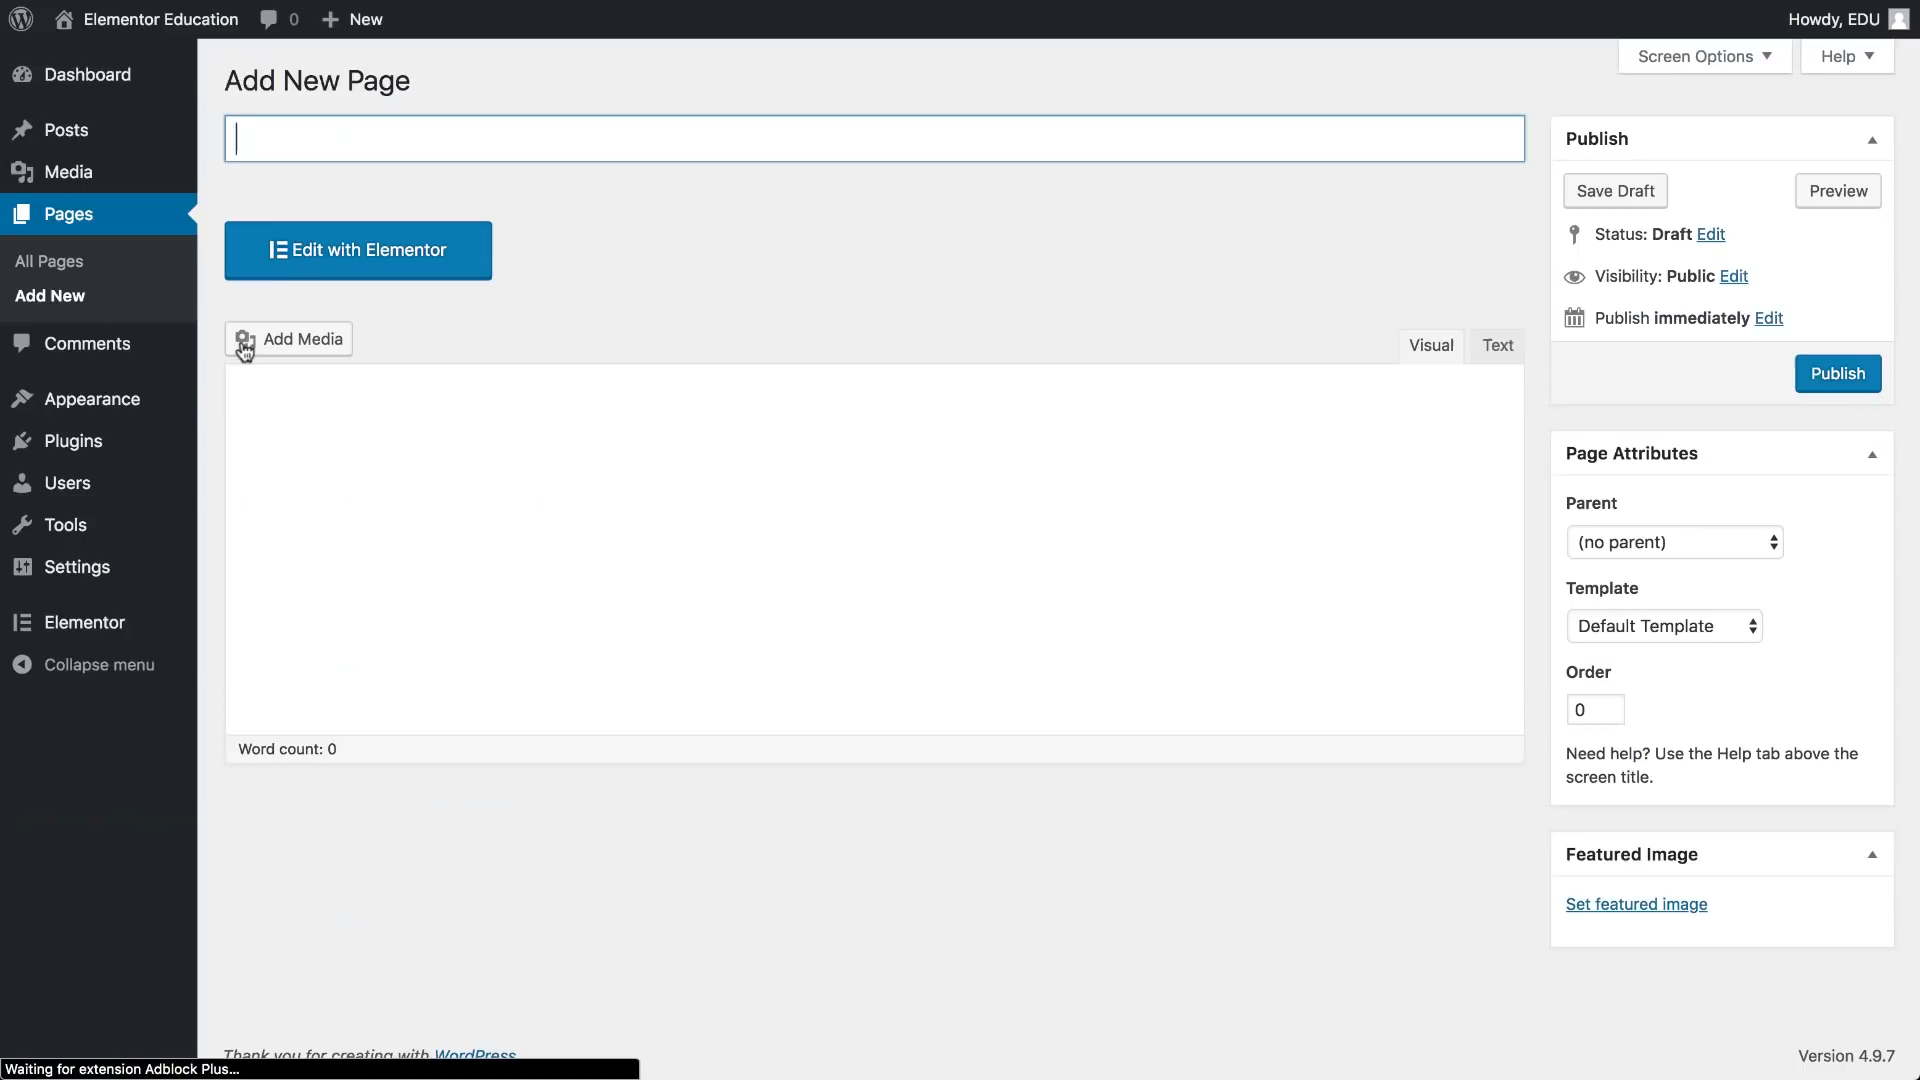 Elementor Education
0
New
Howdy, EDU
Screen Options
Help
Dashboard
Posts
Media
Pages
All Pages
Add New
Comments
Appearance
Plugins
Users
Tools
Settings
Elementor
Collapse menu
Add New Page
Edit with Elementor
Add Media
Visual
Text
Word count: 0
Publish
Save Draft
Preview
Status: Draft Edit
Visibility: Public Edit
Publish immediately Edit
Publish
Page Attributes
Parent
(no parent)
Template
Default Template
Order
0
Need help? Use the Help tab above the
screen title.
Featured Image
Set featured image
Thank you for creating with WordPress
Version 4.9.7
Waiting for extension Adblock Plus...